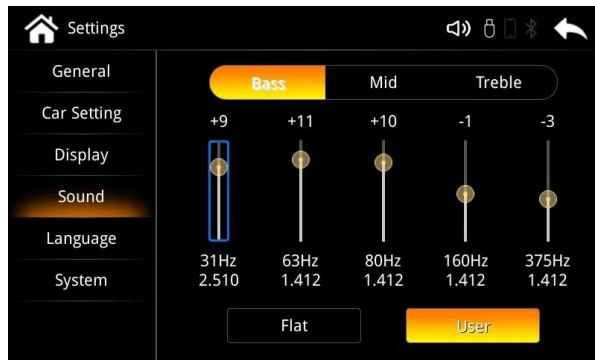 Settings
General
Car Setting
Display
Sound
Language
System
Bass Mid Treble
+9 +11 +10 -1 -3
31Hz 63Hz 80Hz 160Hz 375Hz
2.510 1.412 1.412 1.412 1.412
Flat User